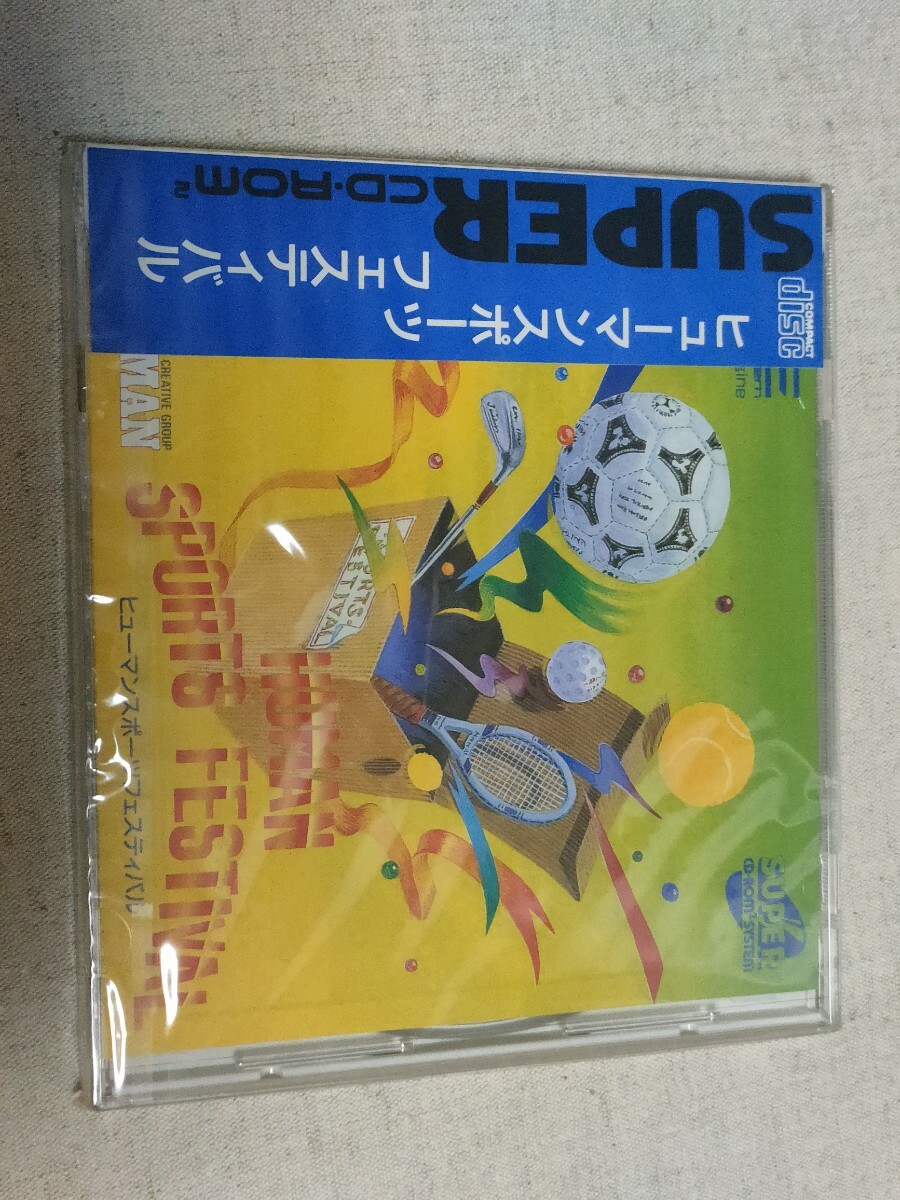 SUPER
CD・ROM²
ヒューマンスポーツ
フェスティバル
COMPACT
disc
CREATIVE GROUP
MAN
SPORTS
FESTIVAL
HUMAN
SPORTS FESTIVAL
ヒューマンスポーツフェスティバル
SUPER
CD-ROM² SYSTEM